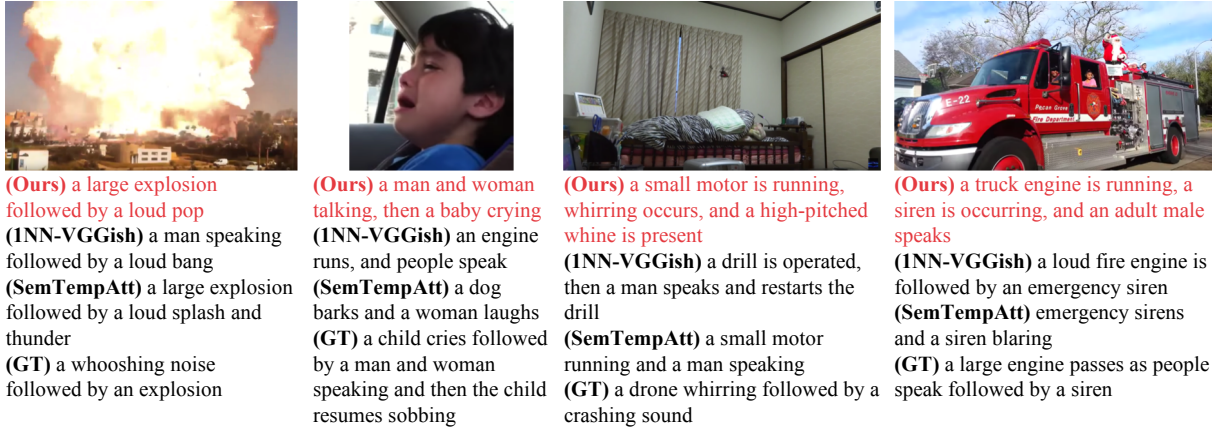 E-22
Pecan Grove
Fire Department
(Ours) a large explosion
followed by a loud pop
(1NN-VGGish) a man speaking
followed by a loud bang
(SemTempAtt) a large explosion
followed by a loud splash and
thunder
(GT) a whooshing noise
followed by an explosion
(Ours) a man and woman
talking, then a baby crying
(1NN-VGGish) an engine
runs, and people speak
(SemTempAtt) a dog
barks and a woman laughs
(GT) a child cries followed
by a man and woman
speaking and then the child
resumes sobbing
(Ours) a small motor is running,
whirring occurs, and a high-pitched
whine is present
(1NN-VGGish) a drill is operated,
then a man speaks and restarts the
drill
(SemTempAtt) a small motor
running and a man speaking
(GT) a drone whirring followed by a
crashing sound
(Ours) a truck engine is running, a
siren is occurring, and an adult male
speaks
(1NN-VGGish) a loud fire engine is
followed by an emergency siren
(SemTempAtt) emergency sirens
and a siren blaring
(GT) a large engine passes as people
speak followed by a siren